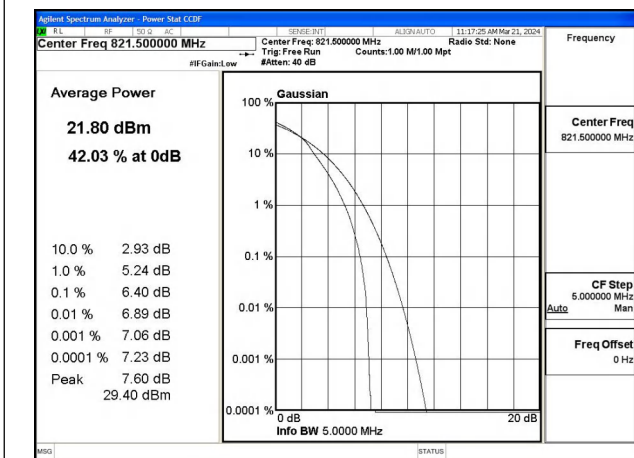 Agilent Spectrum Analyzer - Power Stat CCDF
RL RF 50 Ω AC SENSE:INT ALIGN AUTO 11:17:25 AM Mar 21, 2024
Center Freq 821.500000 MHz
Center Freq: 821.500000 MHz Radio Std: None
Trig: Free Run Counts:1.00 M/1.00 Mpt
#IFGain:Low #Atten: 40 dB
Frequency
Average Power
21.80 dBm
42.03 % at 0dB
10.0 % 2.93 dB
1.0 % 5.24 dB
0.1 % 6.40 dB
0.01 % 6.89 dB
0.001 % 7.06 dB
0.0001 % 7.23 dB
Peak 7.60 dB
29.40 dBm
Gaussian
100 %
10 %
1 %
0.1 %
0.01 %
0.001 %
0.0001 %
0 dB 20 dB
Info BW 5.0000 MHz
Center Freq
821.500000 MHz
CF Step
5.000000 MHz
Auto Man
Freq Offset
0 Hz
MSG STATUS